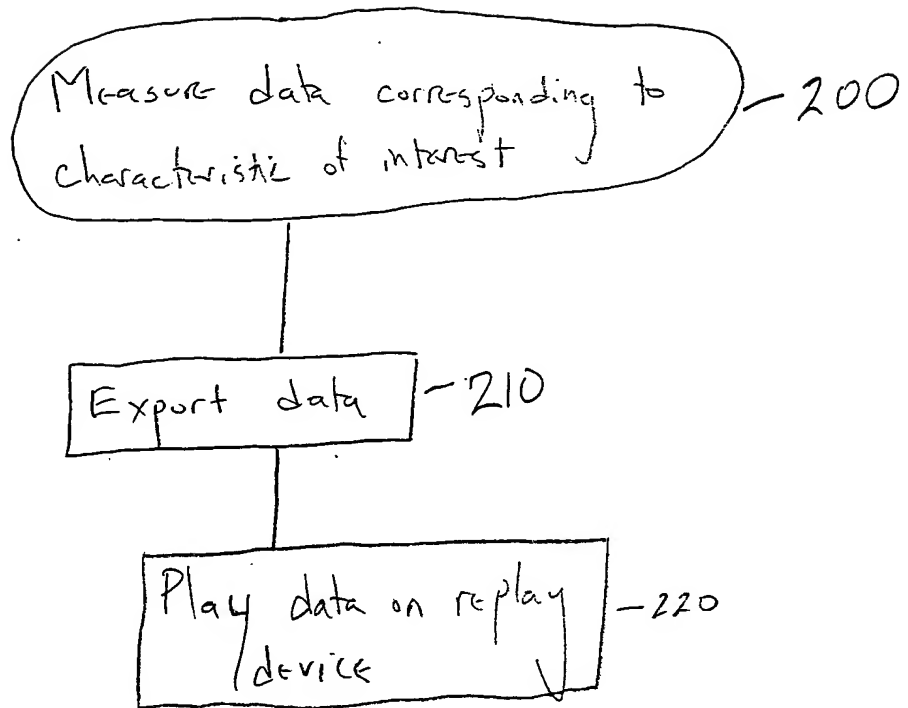 Measure data corresponding to
characteristic of interest
200
Export data
210
Play data on replay
device
220